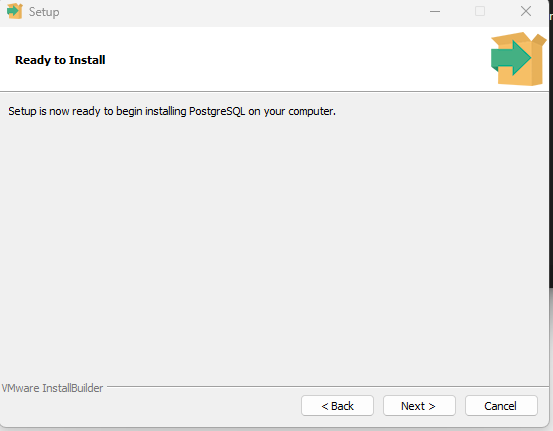 Setup
Ready to Install
Setup is now ready to begin installing PostgreSQL on your computer.
VMware InstallBuilder
< Back
Next >
Cancel